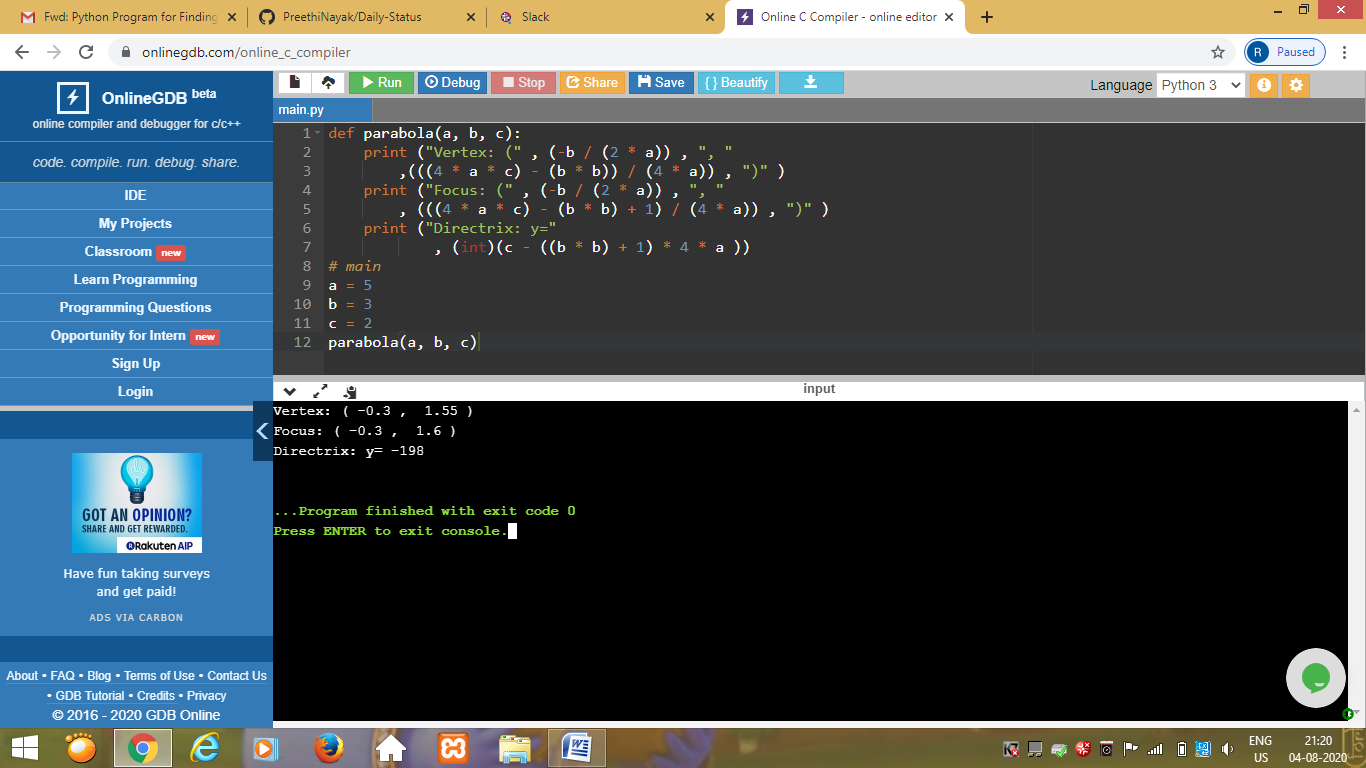 Fwd: Python Program for Finding
PreethiNayak/Daily-Status
Slack
Online C Compiler - online editor
onlinegdb.com/online_c_compiler
R Paused
OnlineGDB beta
online compiler and debugger for c/c++
code. compile. run. debug. share.
IDE
My Projects
Classroom new
Learn Programming
Programming Questions
Opportunity for Intern new
Sign Up
Login
GOT AN OPINION?
SHARE AND GET REWARDED.
Rakuten AIP
Have fun taking surveys
and get paid!
ADS VIA CARBON
About • FAQ • Blog • Terms of Use • Contact Us
• GDB Tutorial • Credits • Privacy
© 2016 - 2020 GDB Online
Run Debug Stop Share Save { } Beautify
Language Python 3
main.py
1 def parabola(a, b, c):
2 print ("Vertex: (" , (-b / (2 * a)) , ", "
3 ,(((4 * a * c) - (b * b)) / (4 * a)) , ")" )
4 print ("Focus: (" , (-b / (2 * a)) , ", "
5 , (((4 * a * c) - (b * b) + 1) / (4 * a)) , ")" )
6 print ("Directrix: y="
7 , (int)(c - ((b * b) + 1) * 4 * a ))
8 # main
9 a = 5
10 b = 3
11 c = 2
12 parabola(a, b, c)
input
Vertex: ( -0.3 ,  1.55 )
Focus: ( -0.3 ,  1.6 )
Directrix: y= -198
...Program finished with exit code 0
Press ENTER to exit console.
ENG
US
21:20
04-08-2020